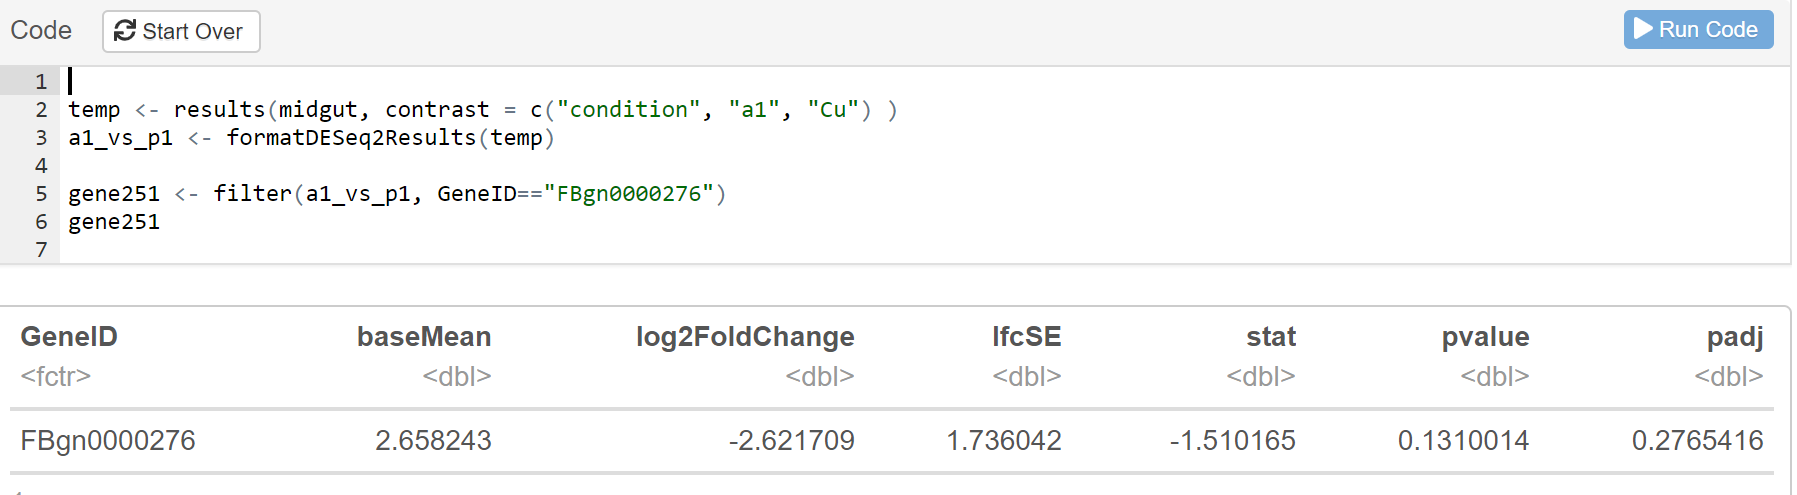 Code Start Over Run Code
1
2 temp <- results(midgut, contrast = c("condition", "a1", "Cu") )
3 a1_vs_p1 <- formatDESeq2Results(temp)
4
5 gene251 <- filter(a1_vs_p1, GeneID=="FBgn0000276")
6 gene251
7
GeneID baseMean log2FoldChange lfcSE stat pvalue padj
<fctr> <dbl> <dbl> <dbl> <dbl> <dbl> <dbl>
FBgn0000276 2.658243 -2.621709 1.736042 -1.510165 0.1310014 0.2765416